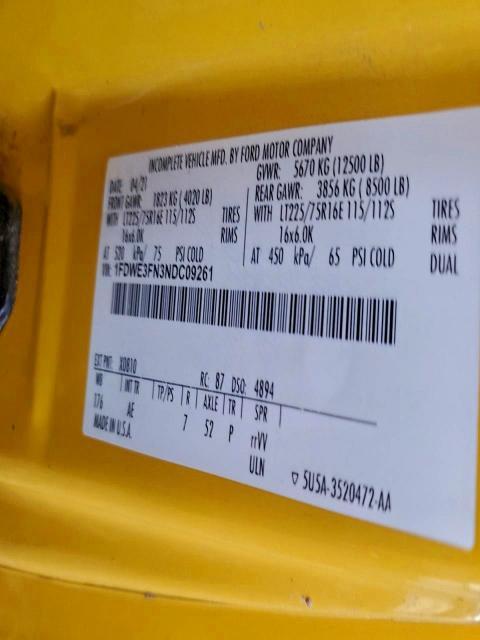 INCOMPLETE VEHICLE MFD. BY FORD MOTOR COMPANY
DATE: 04/21 GVWR: 5670 KG (12500 LB)
FRONT GAWR: 1823 KG (4020 LB) REAR GAWR: 3856 KG (8500 LB)
WITH LT225/75R16E 115/112S TIRES WITH LT225/75R16E 115/112S TIRES
16x6.0K RIMS 16x6.0K RIMS
AT 520 kPa/ 75 PSI COLD AT 450 kPa/ 65 PSI COLD DUAL
VIN: 1FDWE3FN3NDC09261
EXT PNT: XD810 RC: 87 DSO: 4894
WB INT TR TP/PS R AXLE TR SPR
176 AE 7 52 P rrVV
MADE IN U.S.A. ULN
5U5A-3520472-AA